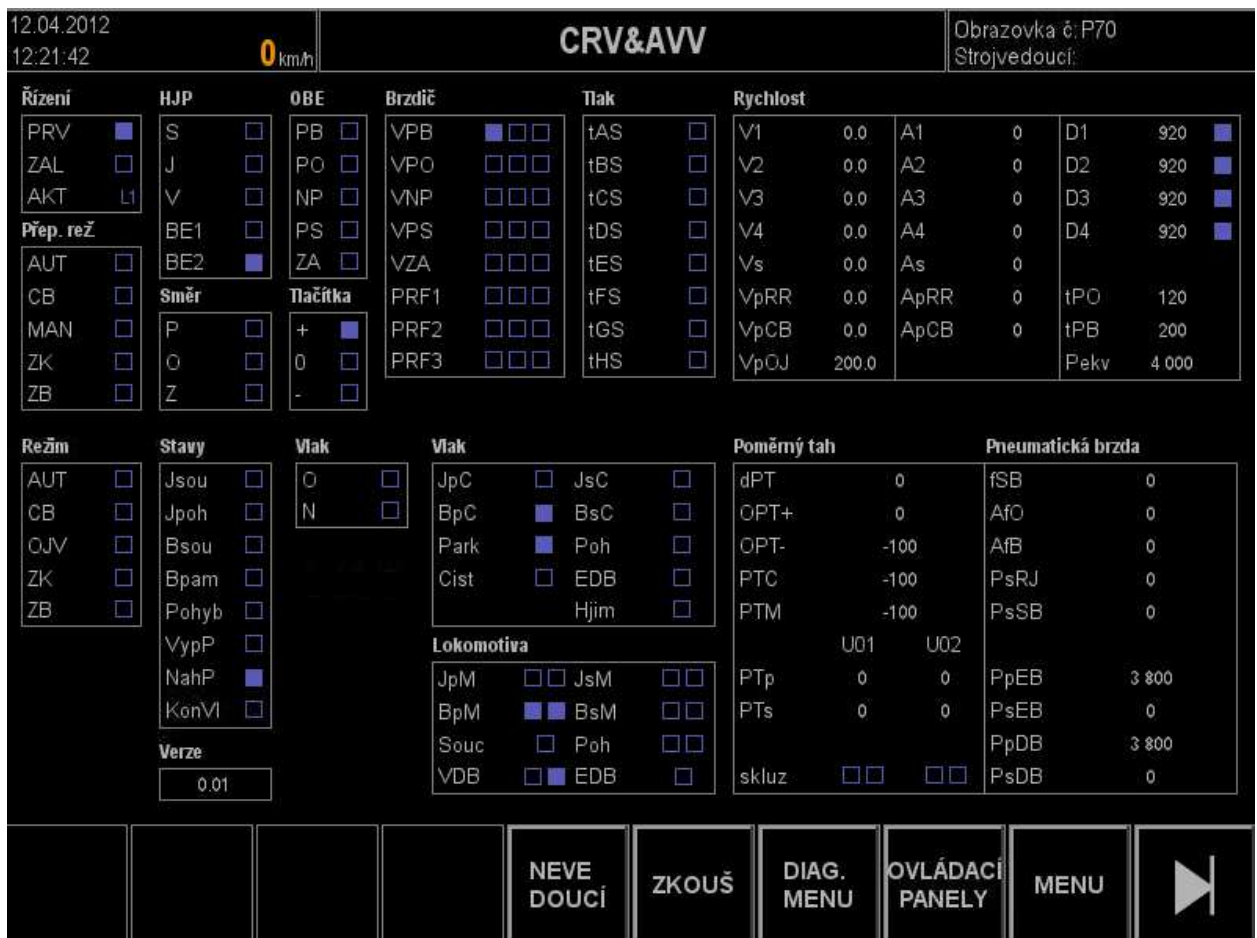 12.04.2012
12:21:42
0 km/h
CRV&AVV
Obrazovka č: P70
Strojvedoucí:
Řízení
PRV
ZAL
AKT L1
Přep. rež.
AUT
CB
MAN
ZK
ZB
HJP
S
J
V
BE1
BE2
Směr
P
O
Z
OBE
PB
PO
NP
PS
ZA
Tlačítka
+
0
-
Brzdič
VPB
VPO
VNP
VPS
VZA
PRF1
PRF2
PRF3
Tlak
tAS
tBS
tCS
tDS
tES
tFS
tGS
tHS
Rychlost
V1 0.0 A1 0 D1 920
V2 0.0 A2 0 D2 920
V3 0.0 A3 0 D3 920
V4 0.0 A4 0 D4 920
Vs 0.0 As 0
VpRR 0.0 ApRR 0 tPO 120
VpCB 0.0 ApCB 0 tPB 200
VpOJ 200.0 Pekv 4 000
Režim
AUT
CB
OJV
ZK
ZB
Stavy
Jsou
Jpoh
Bsou
Bpam
Pohyb
VypP
NahP
KonVl
Verze
0.01
Vlak
O
N
Vlak
JpC JsC
BpC BsC
Park Poh
Cist EDB
Hjim
Lokomotiva
JpM JsM
BpM BsM
Souc Poh
VDB EDB
Poměrný tah
dPT 0
OPT+ 0
OPT- -100
PTC -100
PTM -100
U01 U02
PTp 0 0
PTs 0 0
skluz
Pneumatická brzda
fSB 0
AfO 0
AfB 0
PsRJ 0
PsSB 0
PpEB 3 800
PsEB 0
PpDB 3 800
PsDB 0
NEVE
DOUCÍ
ZKOUŠ
DIAG.
MENU
OVLÁDACÍ
PANELY
MENU